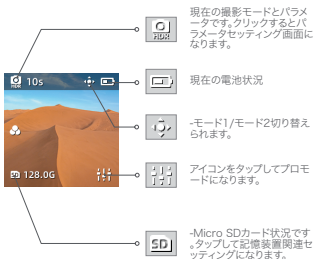 現在の撮影モードとパラメ
ータです。クリックするとパ
ラメータセッティング画面に
なります。
HDR
HDR
10s
現在の電池状況
-モード1/モード2切り替え
られます。
アイコンをタップしてプロモ
ードになります。
SD 128.0G
-Micro SDカード状況です
。タップして記憶装置関連セ
ッティングになります。
SD